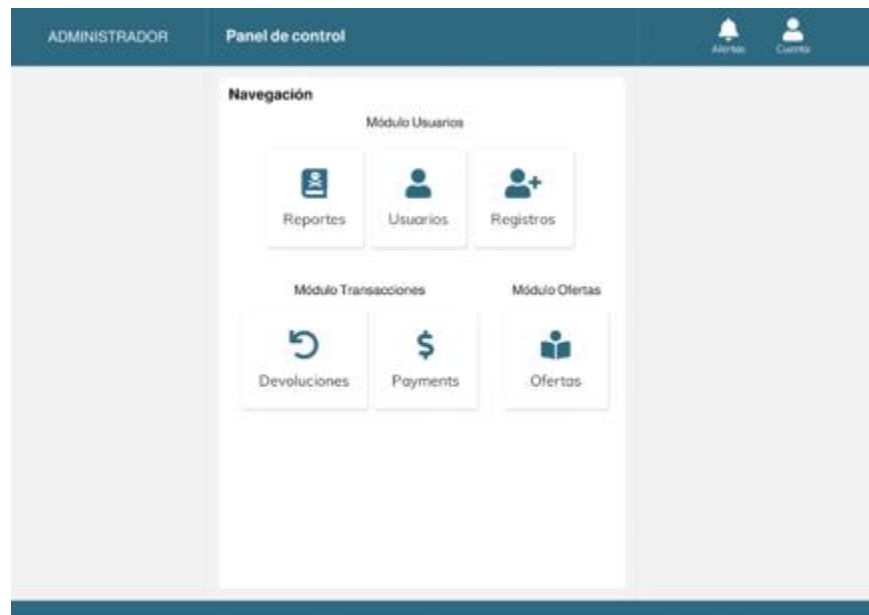 ADMINISTRADOR
Panel de control
Alertas
Cuenta
Navegación
Módulo Usuarios
Reportes
Usuarios
Registros
Módulo Transacciones
Módulo Ofertas
Devoluciones
Payments
Ofertas